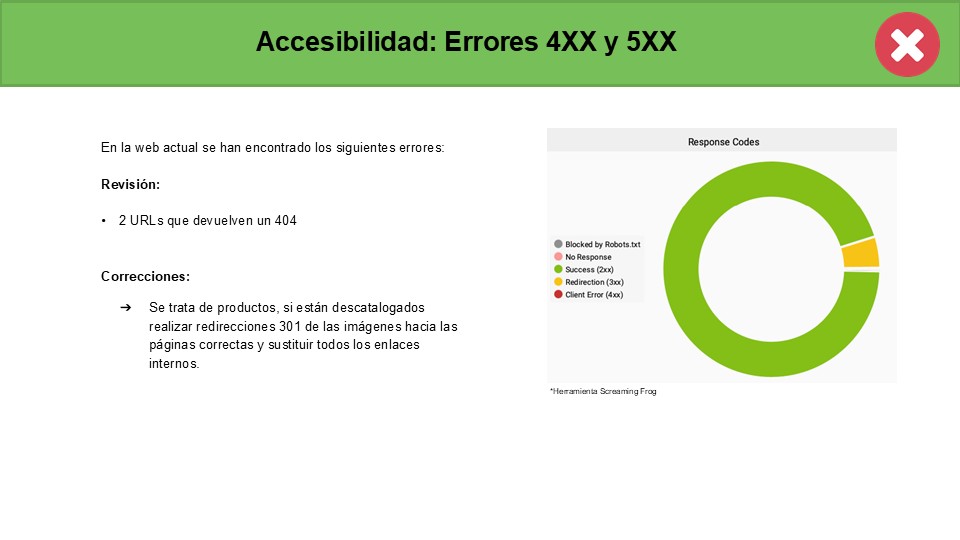 Accesibilidad: Errores 4XX y 5XX
En la web actual se han encontrado los siguientes errores:
Revisión:
• 2 URLs que devuelven un 404
Correcciones:
➔ Se trata de productos, si están descatalogados
realizar redirecciones 301 de las imágenes hacia las
páginas correctas y sustituir todos los enlaces
internos.
Response Codes
Blocked by Robots.txt
No Response
Success (2xx)
Redirection (3xx)
Client Error (4xx)
*Herramienta Screaming Frog